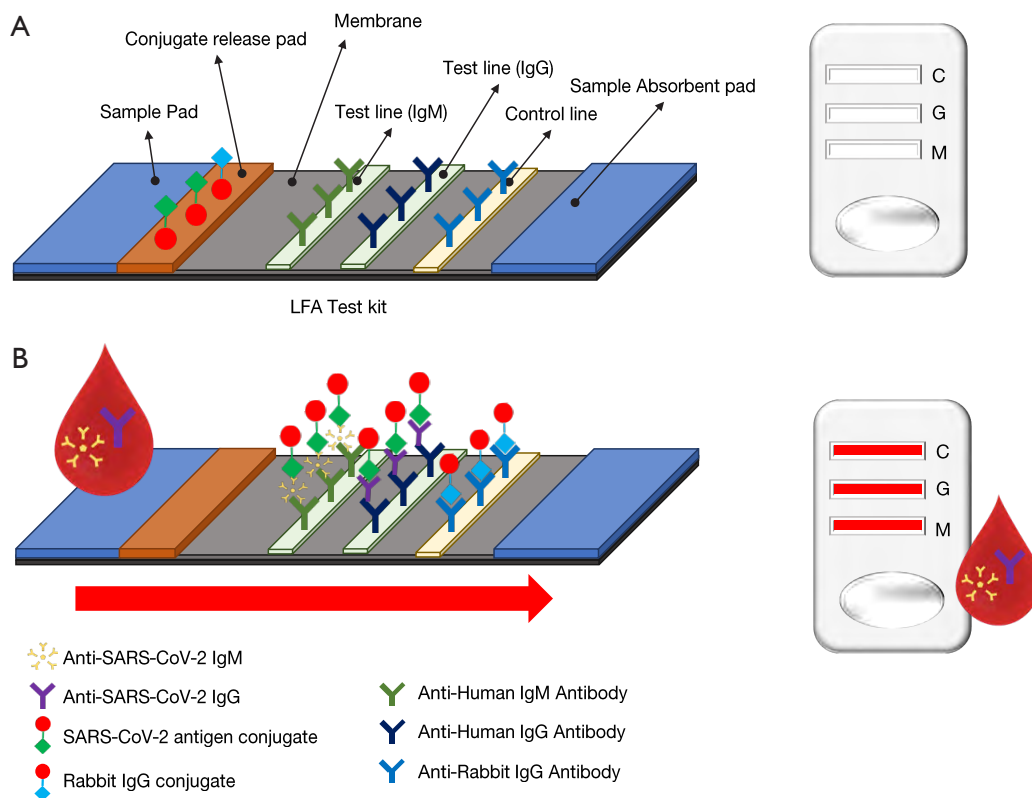 A
Membrane
Conjugate release pad
Test line (IgG)
Sample Absorbent pad
Sample Pad
Test line (IgM)
Control line
LFA Test kit
C
G
M
B
C
G
M
Anti-SARS-CoV-2 IgM
Anti-SARS-CoV-2 IgG
SARS-CoV-2 antigen conjugate
Rabbit IgG conjugate
Anti-Human IgM Antibody
Anti-Human IgG Antibody
Anti-Rabbit IgG Antibody